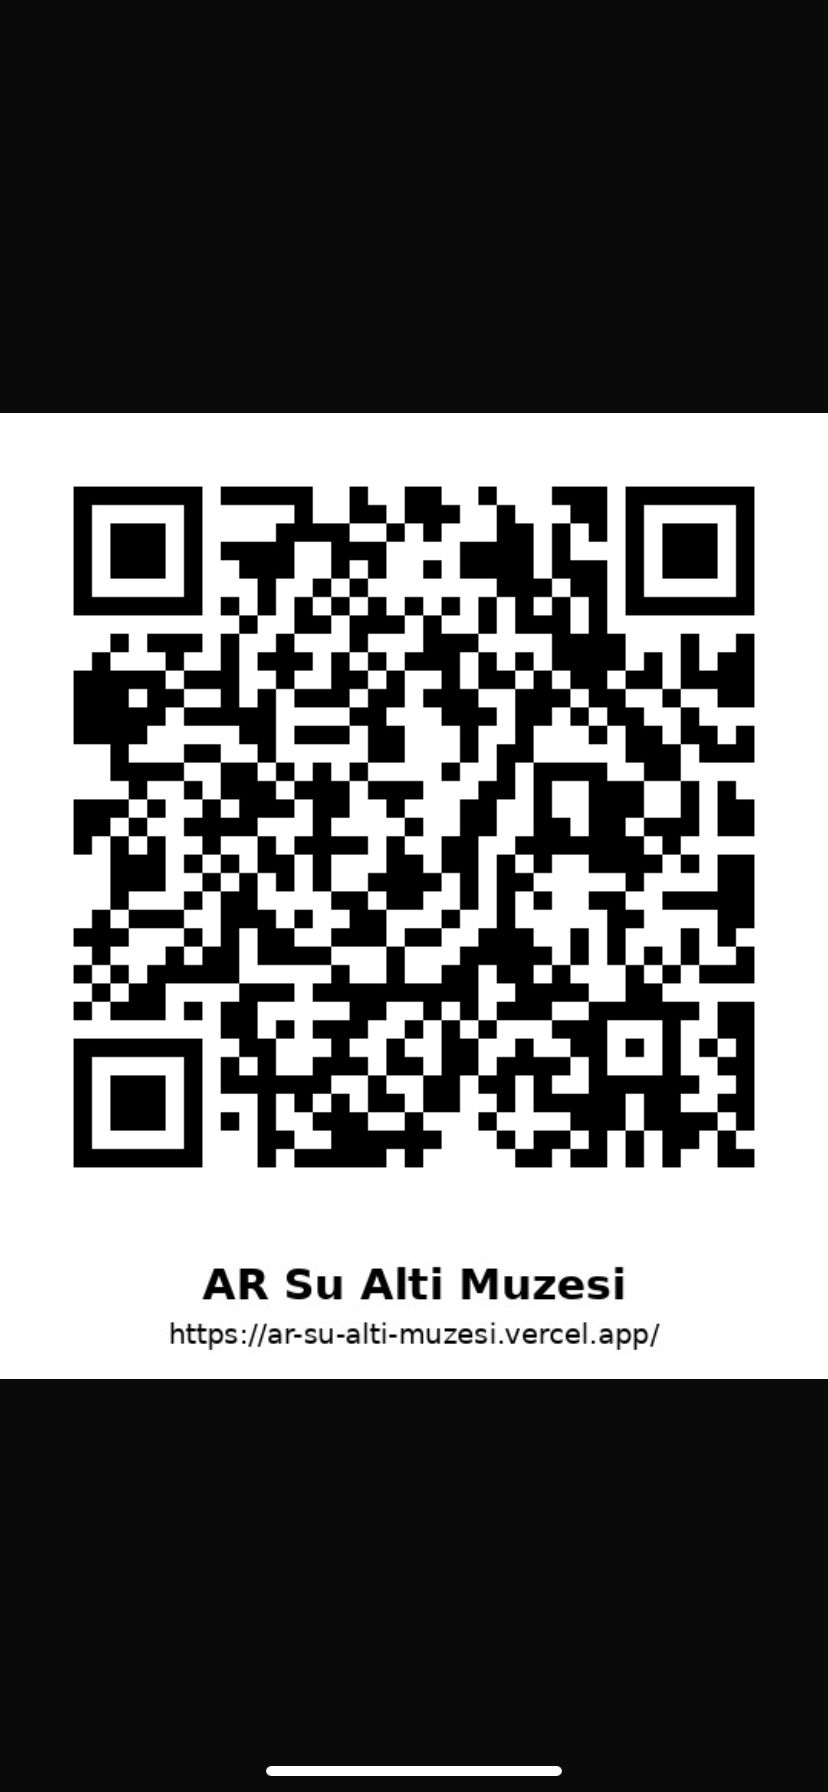 AR Su Alti Muzesi
https://ar-su-alti-muzesi.vercel.app/